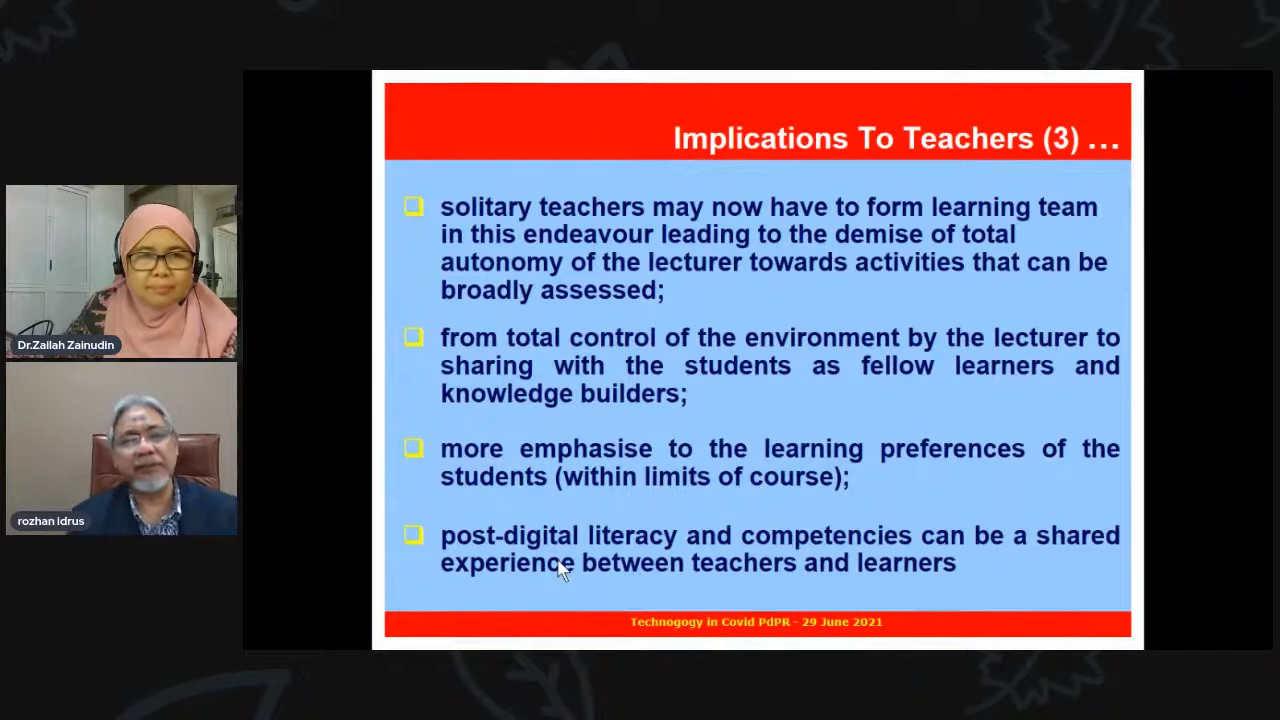 Implications To Teachers (3) ...
solitary teachers may now have to form learning team
in this endeavour leading to the demise of total
autonomy of the lecturer towards activities that can be
broadly assessed;
from total control of the environment by the lecturer to
sharing with the students as fellow learners and
knowledge builders;
more emphasise to the learning preferences of the
students (within limits of course);
post-digital literacy and competencies can be a shared
experience between teachers and learners
Technogogy in Covid PdPR - 29 June 2021
Dr.Zailah Zainudin
rozhan idrus